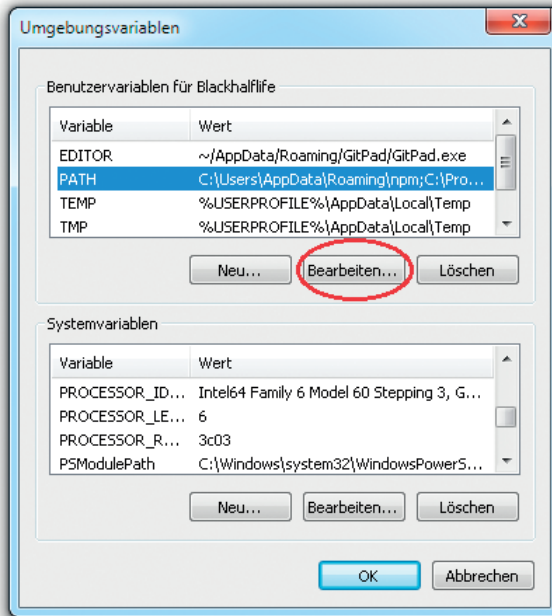 Umgebungsvariablen
Benutzervariablen für Blackhalflife
Variable Wert
EDITOR ~/AppData/Roaming/GitPad/GitPad.exe
PATH C:\Users\AppData\Roaming\npm;C:\Pro...
TEMP %USERPROFILE%\AppData\Local\Temp
TMP %USERPROFILE%\AppData\Local\Temp
Neu... Bearbeiten... Löschen
Systemvariablen
Variable Wert
PROCESSOR_ID... Intel64 Family 6 Model 60 Stepping 3, G...
PROCESSOR_LE... 6
PROCESSOR_R... 3c03
PSModulePath C:\Windows\system32\WindowsPowerS...
Neu... Bearbeiten... Löschen
OK Abbrechen